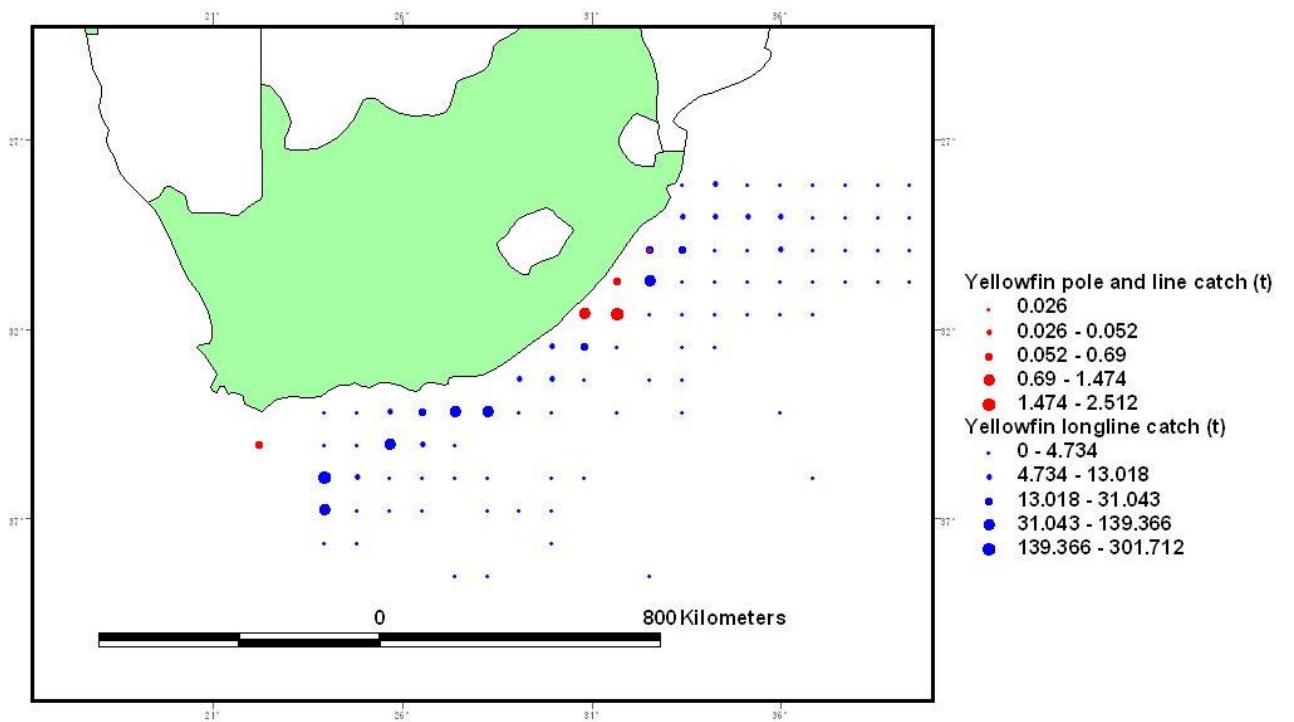 21° 26° 31° 36°
27° 27°
32° 32°
37° 37°
Yellowfin pole and line catch (t)
0.026
0.026 - 0.052
0.052 - 0.69
0.69 - 1.474
1.474 - 2.512
Yellowfin longline catch (t)
0 - 4.734
4.734 - 13.018
13.018 - 31.043
31.043 - 139.366
139.366 - 301.712
0 800 Kilometers
21° 26° 31° 36°